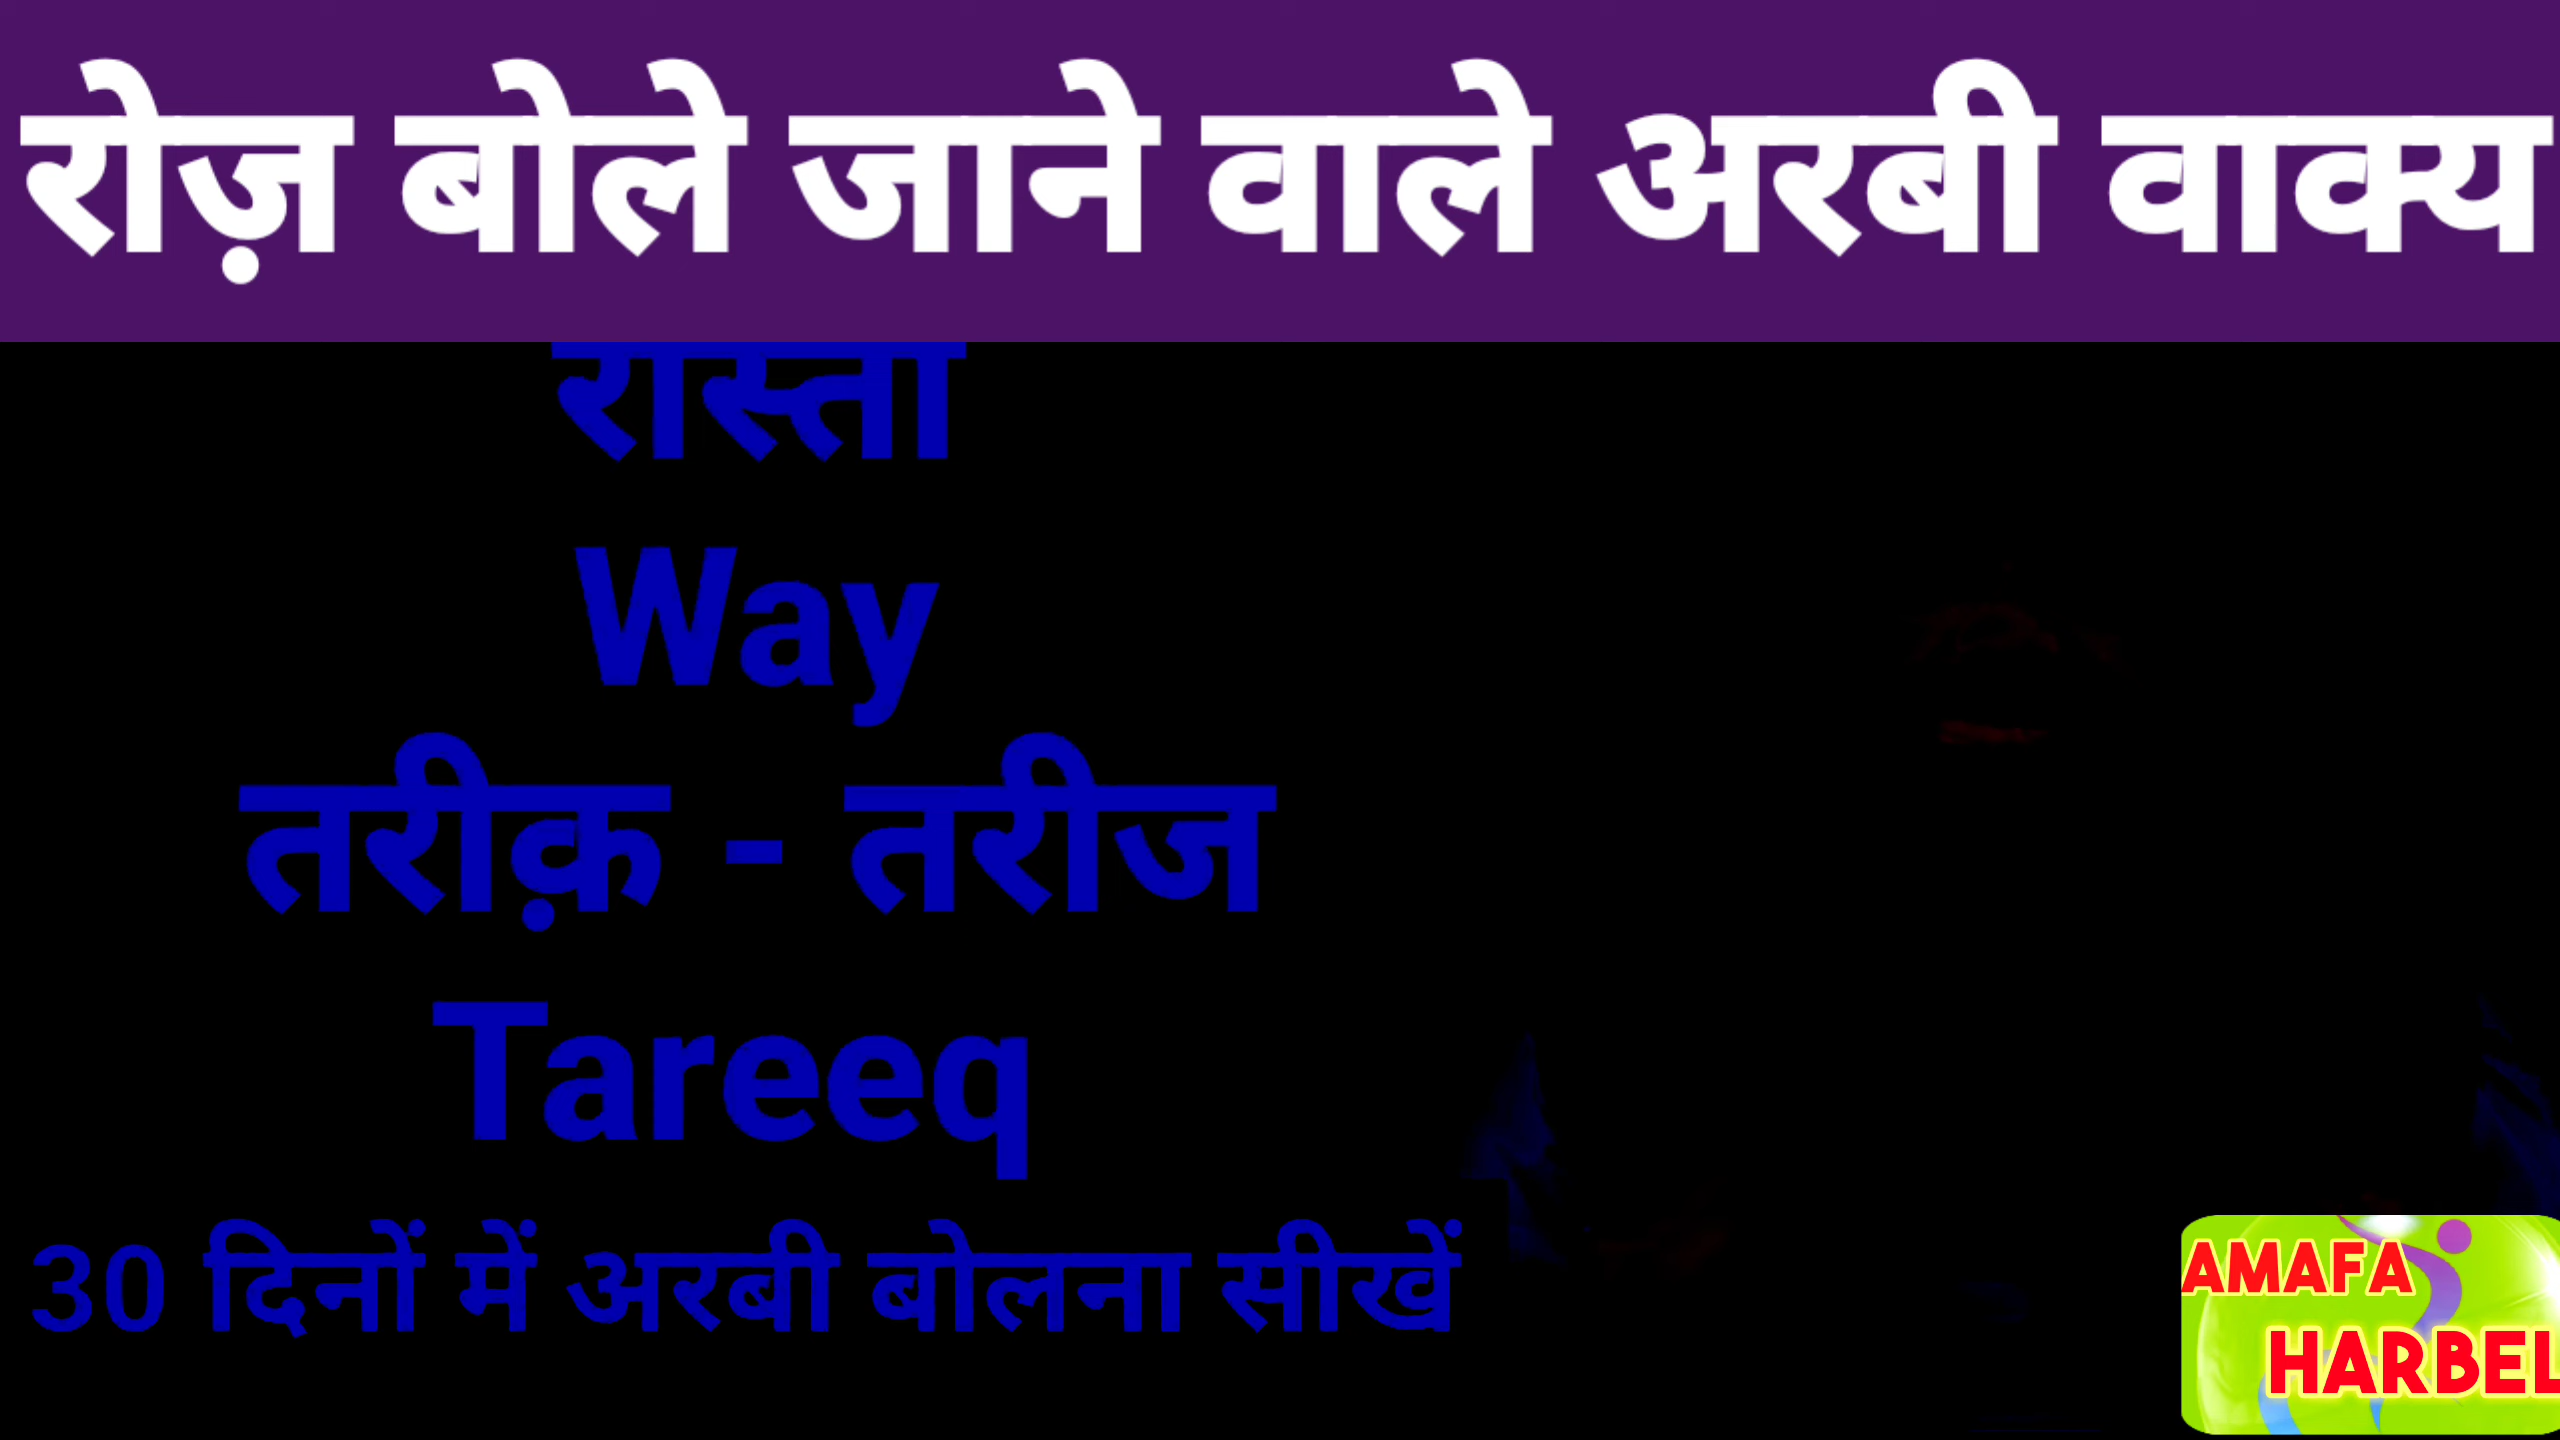 रोज़ बोले जाने वाले अरबी वाक्य
रास्ता
Way
तरीक़ - तरीज
Tareeq
30 दिनों में अरबी बोलना सीखें
AMAFA
HARBEL